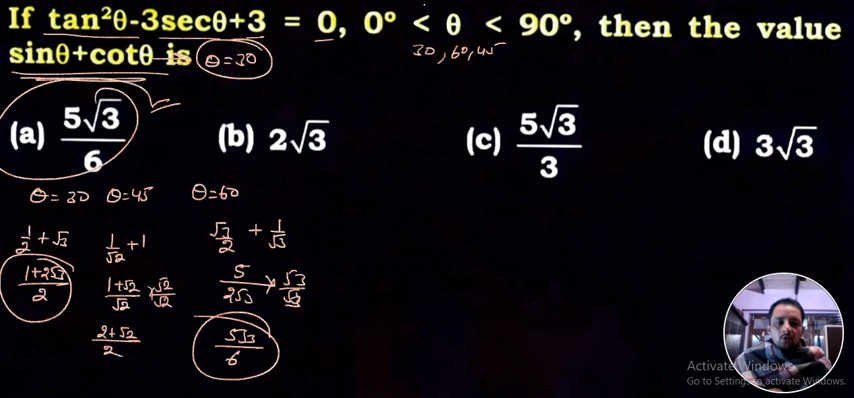 If tan²θ-3secθ+3 = 0, 0° < θ < 90°, then the value
sinθ+cotθ is θ=30 30, 60, 45
(a) 5√3/6 (b) 2√3 (c) 5√3/3 (d) 3√3
θ=30 θ=45 θ=60
1/2 + √3 1/√2 + 1 √3/2 + 1/√3
1+2√3/2 1+√2/√2 × √2/√2 5/2√3 × √3/√3
2+√2/2 5√3/6
Activate Windows
Go to Settings to activate Windows.